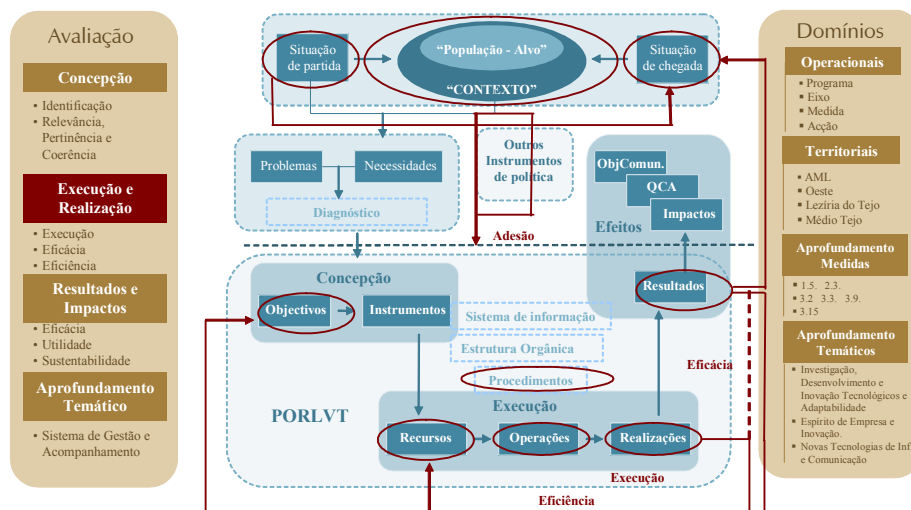 Avaliação
Concepção
• Identificação
• Relevância,
Pertinência e
Coerência
Execução e
Realização
• Execução
• Eficácia
• Eficiência
Resultados e
Impactos
• Eficácia
• Utilidade
• Sustentabilidade
Aprofundamento
Temático
• Sistema de Gestão e
Acompanhamento
Situação
de partida
“População - Alvo”
“CONTEXTO”
Situação
de chegada
Problemas
Necessidades
Diagnóstico
Outros
Instrumentos
de política
Adesão
ObjComun.
QCA
Impactos
Efeitos
Resultados
Concepção
Objectivos
Instrumentos
Sistema de informação
Estrutura Orgânica
Procedimentos
Eficácia
PORLVT
Execução
Recursos
Operações
Realizações
Execução
Eficiência
Domínios
Operacionais
▪ Programa
▪ Eixo
▪ Medida
▪ Acção
Territoriais
▪ AML
▪ Oeste
▪ Lezíria do Tejo
▪ Médio Tejo
Aprofundamento
Medidas
▪ 1.5. 2.3.
▪ 3.2 3.3. 3.9.
▪ 3.15
Aprofundamento
Temáticos
▪ Investigação,
Desenvolvimento e
Inovação Tecnológicos e
Adaptabilidade
▪ Espírito de Empresa e
Inovação.
▪ Novas Tecnologias de Inf
e Comunicação